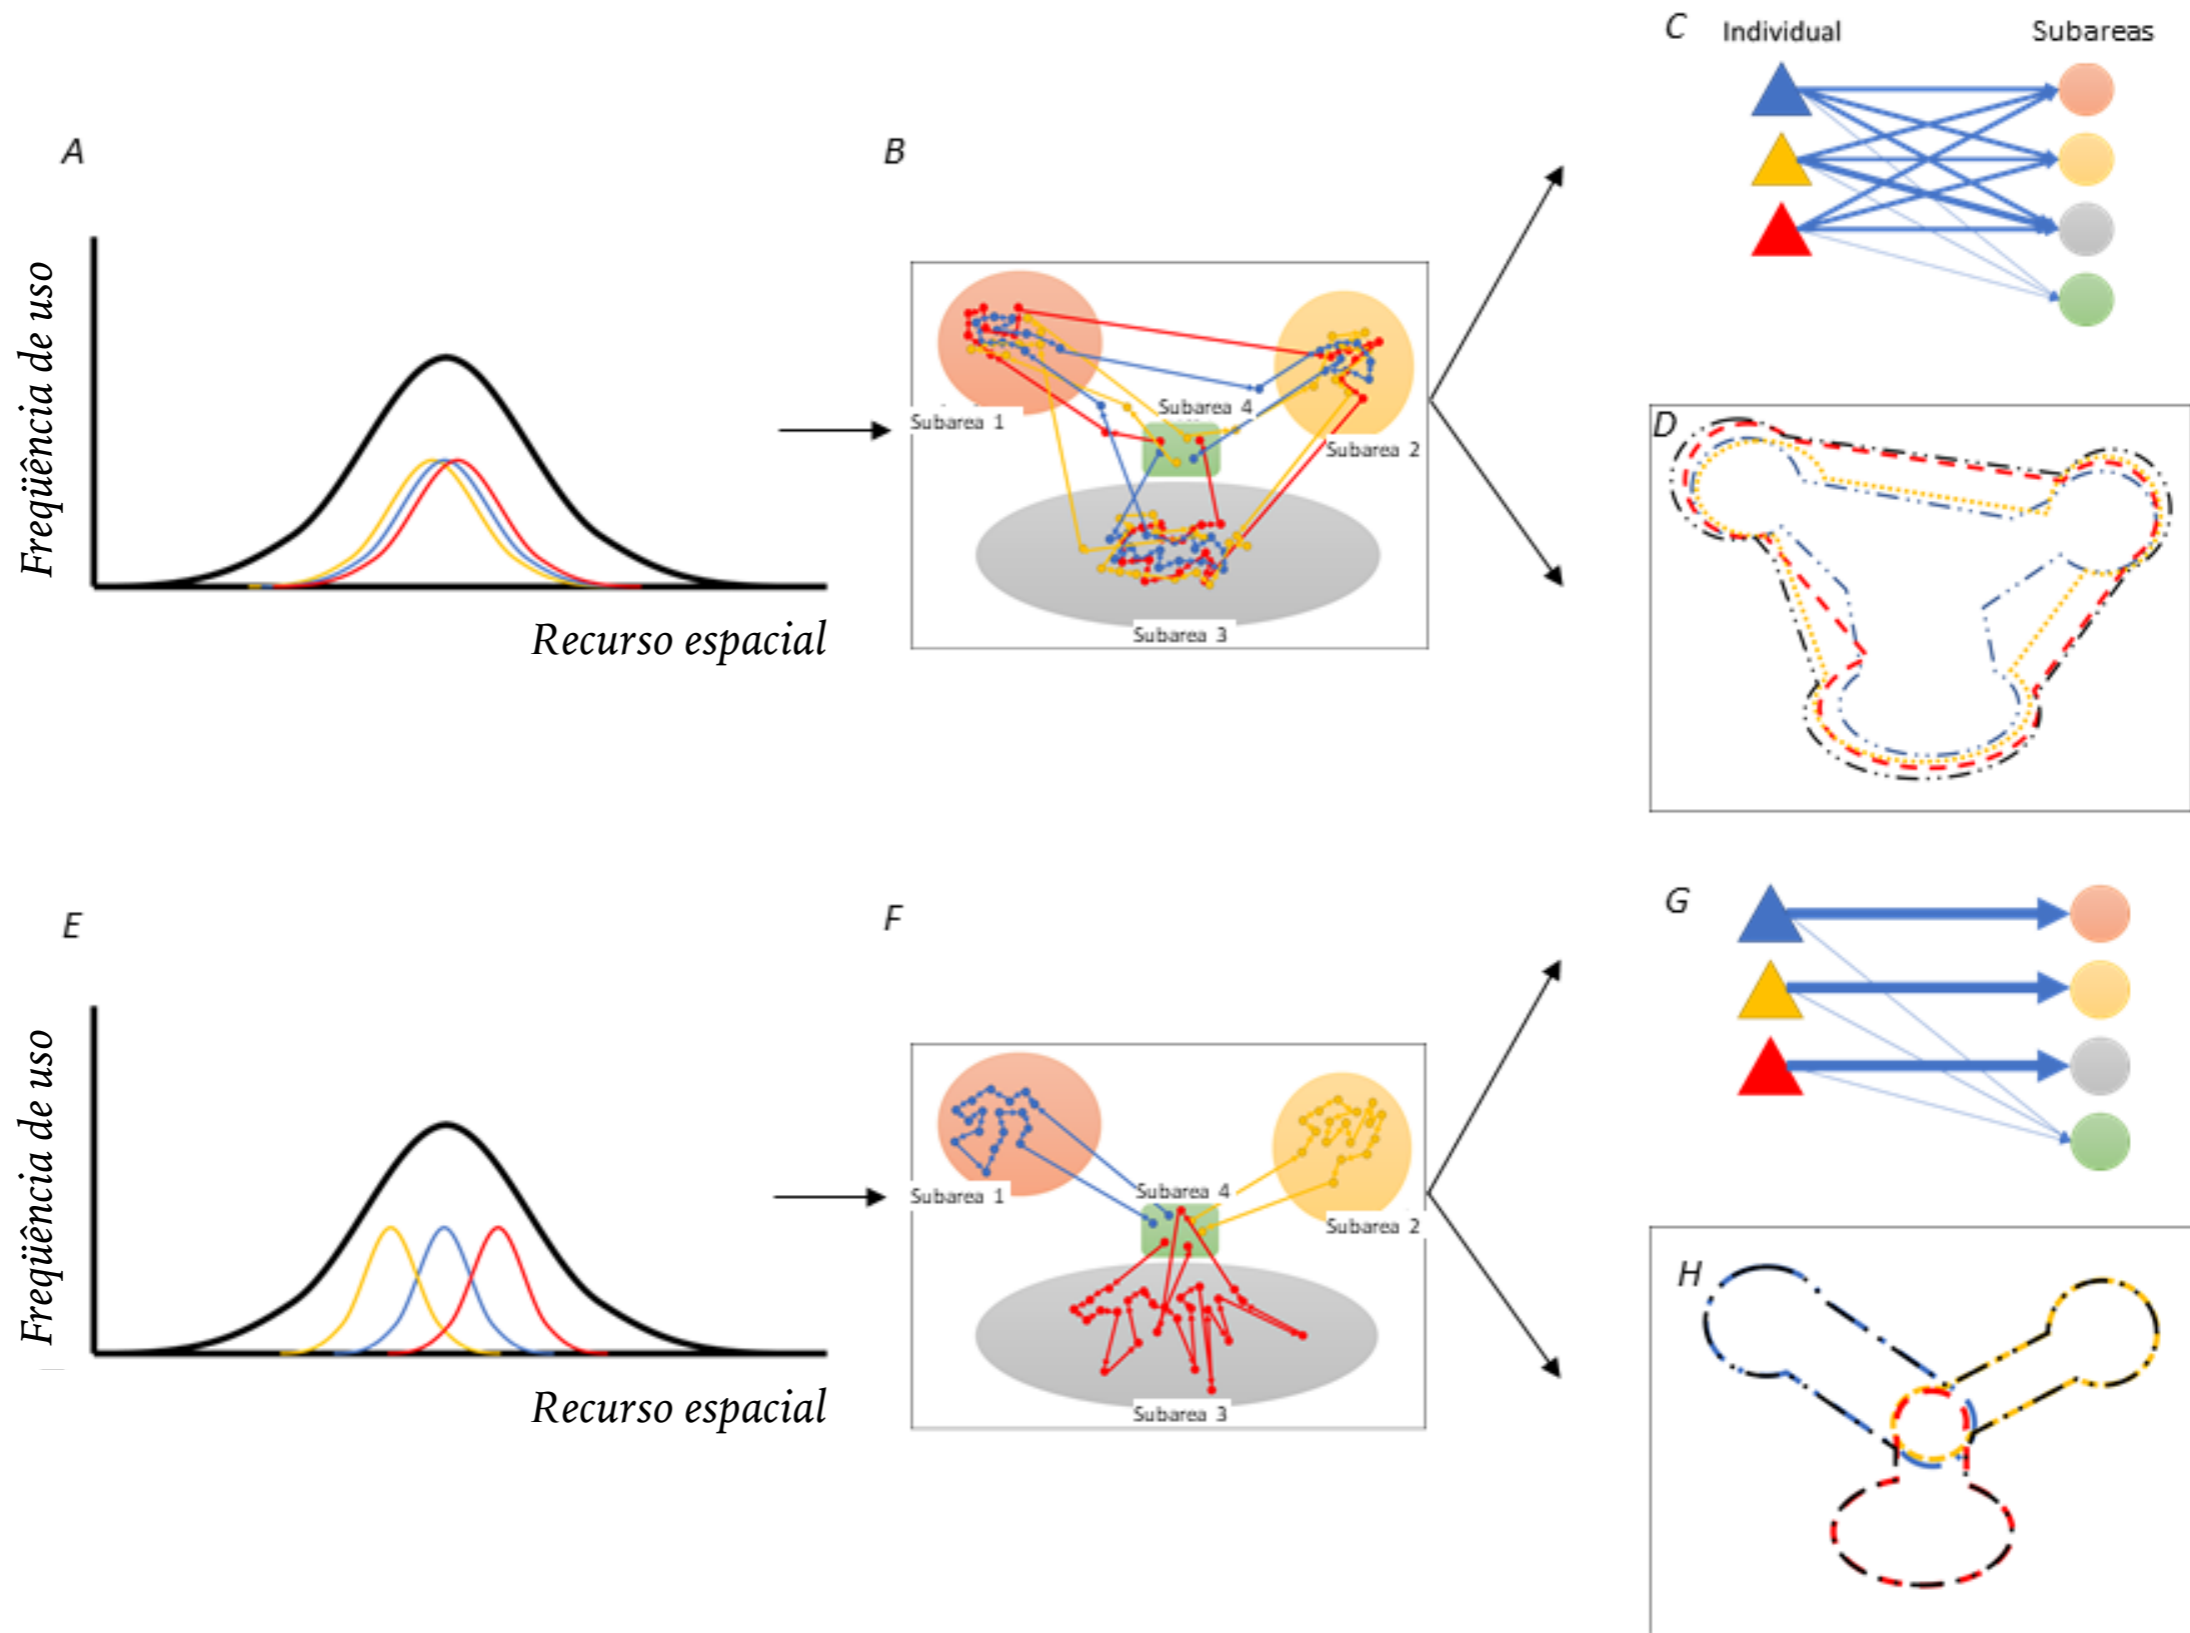 A
Freqüência de uso
Recurso espacial
B
Subarea 1
Subarea 4
Subarea 2
Subarea 3
C
Individual
Subareas
D
E
Freqüência de uso
Recurso espacial
F
Subarea 1
Subarea 4
Subarea 2
Subarea 3
G
H